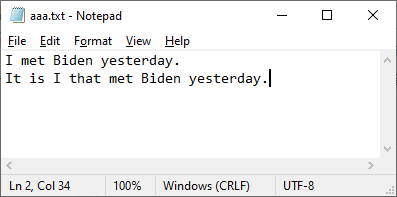 aaa.txt - Notepad
File Edit Format View Help
I met Biden yesterday.
It is I that met Biden yesterday.
Ln 2, Col 34 100% Windows (CRLF) UTF-8